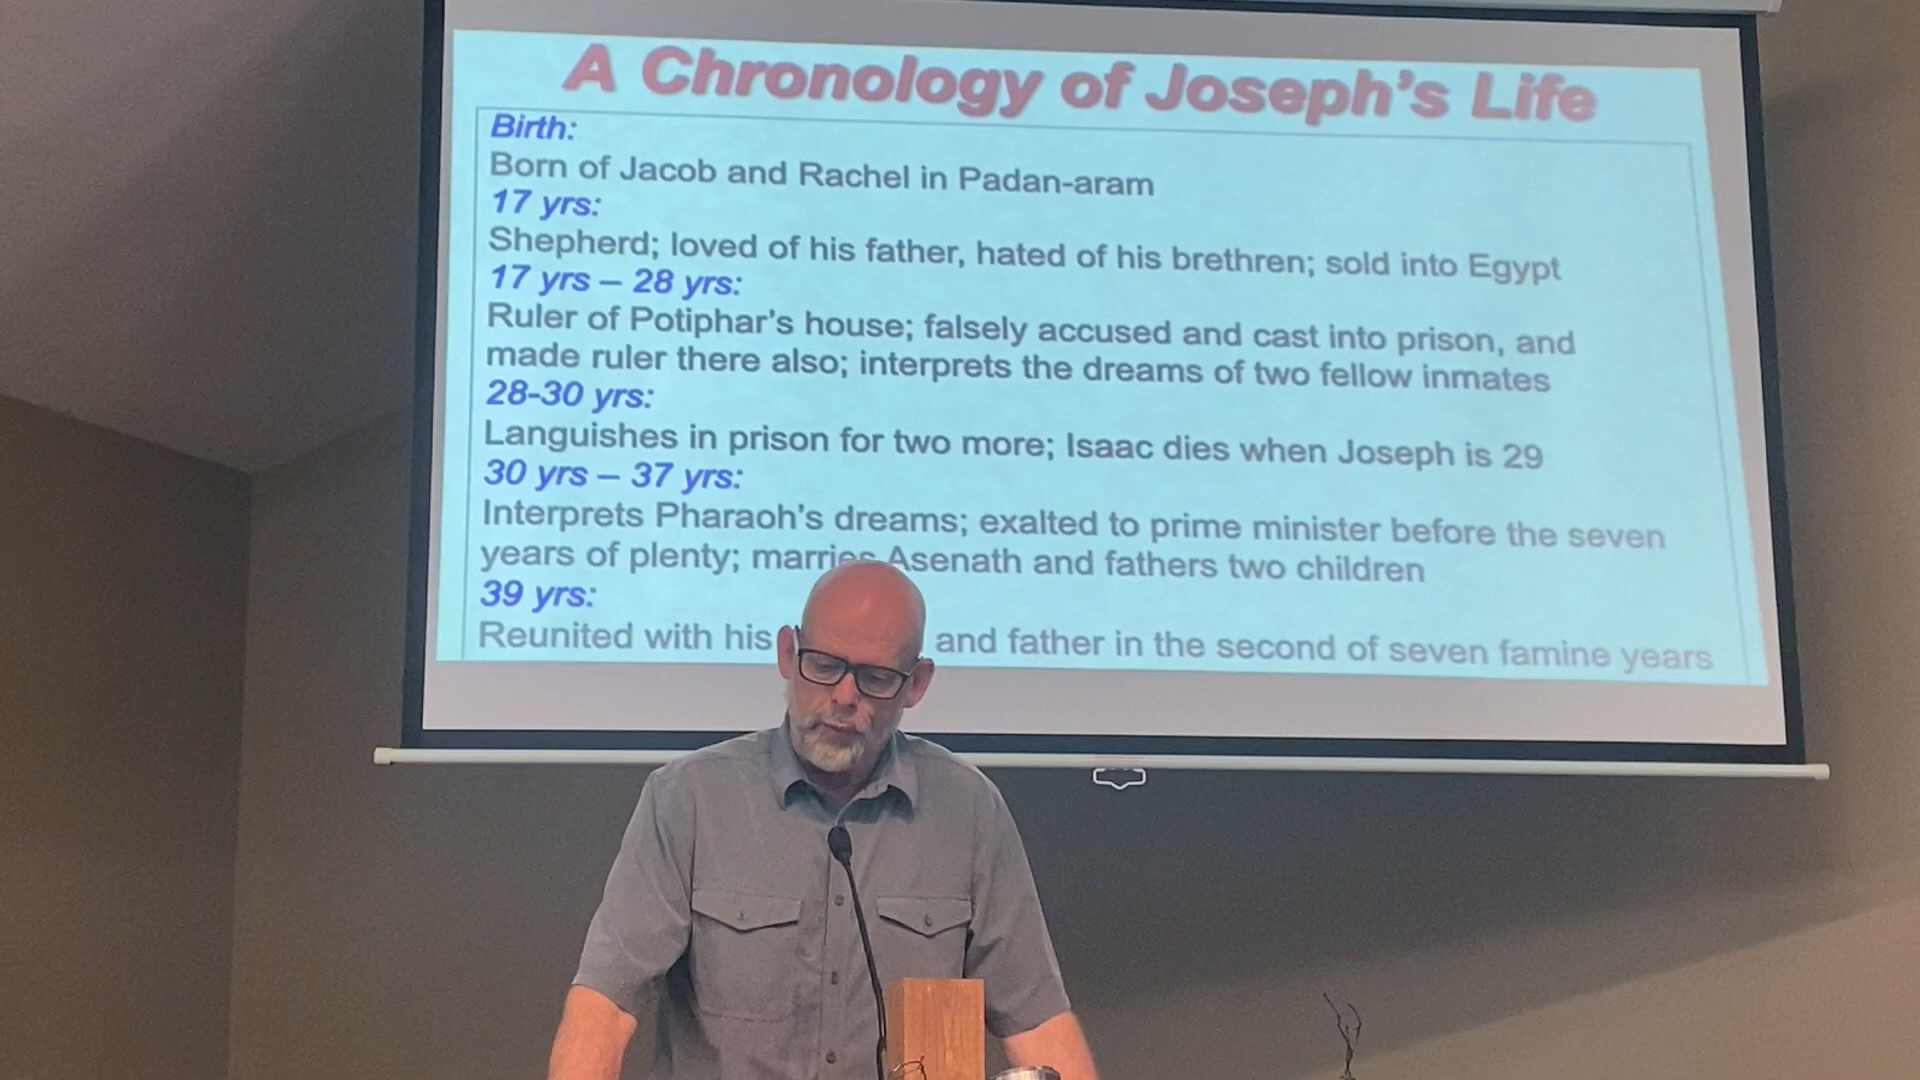 A Chronology of Joseph's Life
Birth:
Born of Jacob and Rachel in Padan-aram
17 yrs:
Shepherd; loved of his father, hated of his brethren; sold into Egypt
17 yrs – 28 yrs:
Ruler of Potiphar's house; falsely accused and cast into prison, and
made ruler there also; interprets the dreams of two fellow inmates
28-30 yrs:
Languishes in prison for two more; Isaac dies when Joseph is 29
30 yrs – 37 yrs:
Interprets Pharaoh's dreams; exalted to prime minister before the seven
years of plenty; marries Asenath and fathers two children
39 yrs:
Reunited with his and father in the second of seven famine years